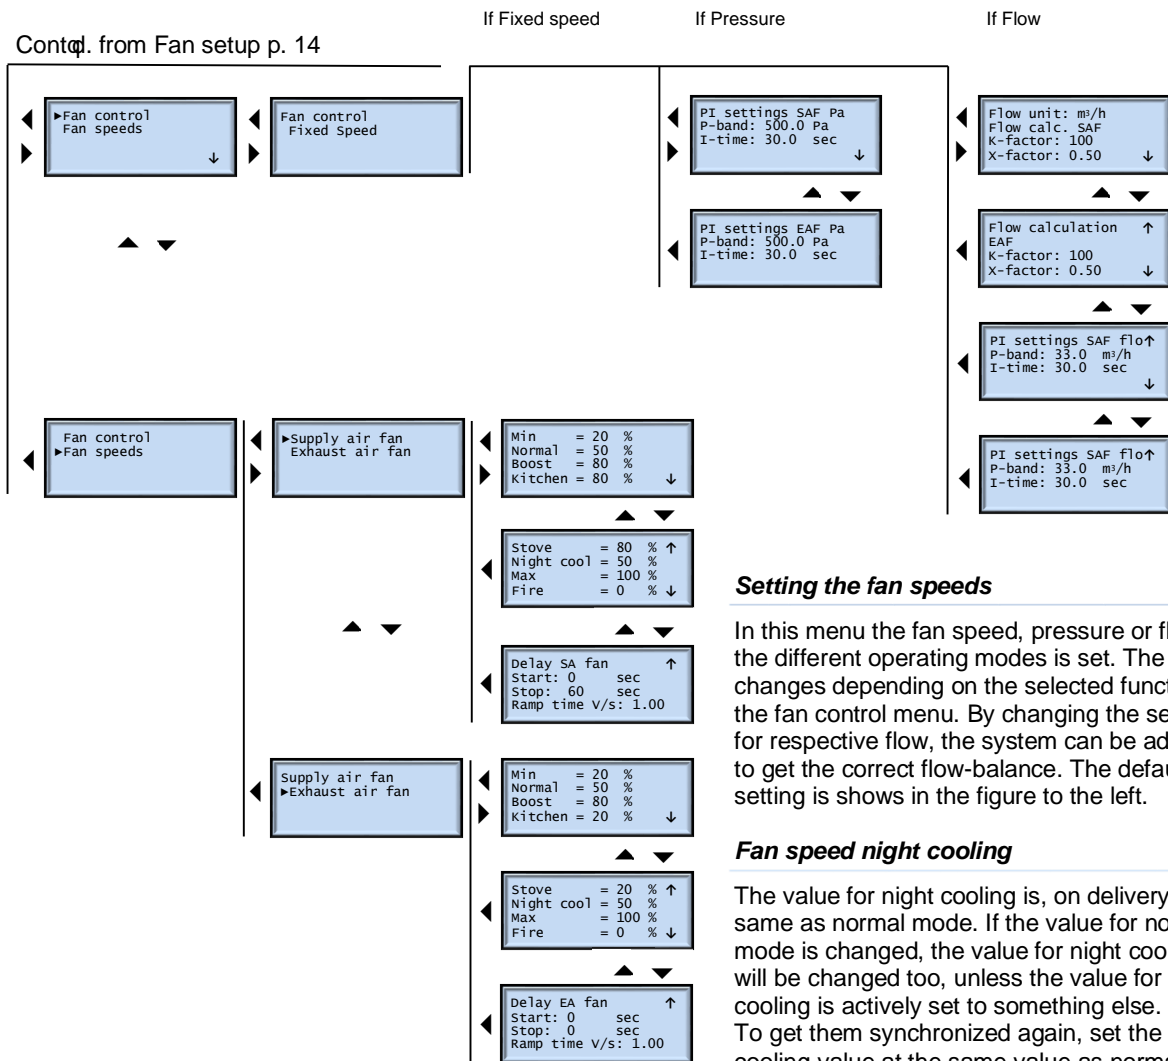 If Fixed speed
If Pressure
If Flow
Contd. from Fan setup p. 14
►Fan control
Fan speeds
↓
Fan control
Fixed Speed
PI settings SAF Pa
P-band: 500.0 Pa
I-time: 30.0 sec
↓
PI settings EAF Pa
P-band: 500.0 Pa
I-time: 30.0 sec
Flow unit: m³/h
Flow calc. SAF
K-factor: 100
X-factor: 0.50 ↓
Flow calculation ↑
EAF
K-factor: 100
X-factor: 0.50 ↓
PI settings SAF flo↑
P-band: 33.0 m³/h
I-time: 30.0 sec
↓
PI settings SAF flo↑
P-band: 33.0 m³/h
I-time: 30.0 sec
Fan control
►Fan speeds
►Supply air fan
Exhaust air fan
Min = 20 %
Normal = 50 %
Boost = 80 %
Kitchen = 80 % ↓
Stove = 80 % ↑
Night cool = 50 %
Max = 100 %
Fire = 0 % ↓
Delay SA fan ↑
Start: 0 sec
Stop: 60 sec
Ramp time V/s: 1.00
Supply air fan
►Exhaust air fan
Min = 20 %
Normal = 50 %
Boost = 80 %
Kitchen = 20 % ↓
Stove = 20 % ↑
Night cool = 50 %
Max = 100 %
Fire = 0 % ↓
Delay EA fan ↑
Start: 0 sec
Stop: 0 sec
Ramp time V/s: 1.00
Setting the fan speeds
In this menu the fan speed, pressure or fl
the different operating modes is set. The
changes depending on the selected funct
the fan control menu. By changing the se
for respective flow, the system can be ad
to get the correct flow-balance. The defau
setting is shows in the figure to the left.
Fan speed night cooling
The value for night cooling is, on delivery
same as normal mode. If the value for no
mode is changed, the value for night cool
will be changed too, unless the value for
cooling is actively set to something else.
To get them synchronized again, set the
cooling value at the same value as norm